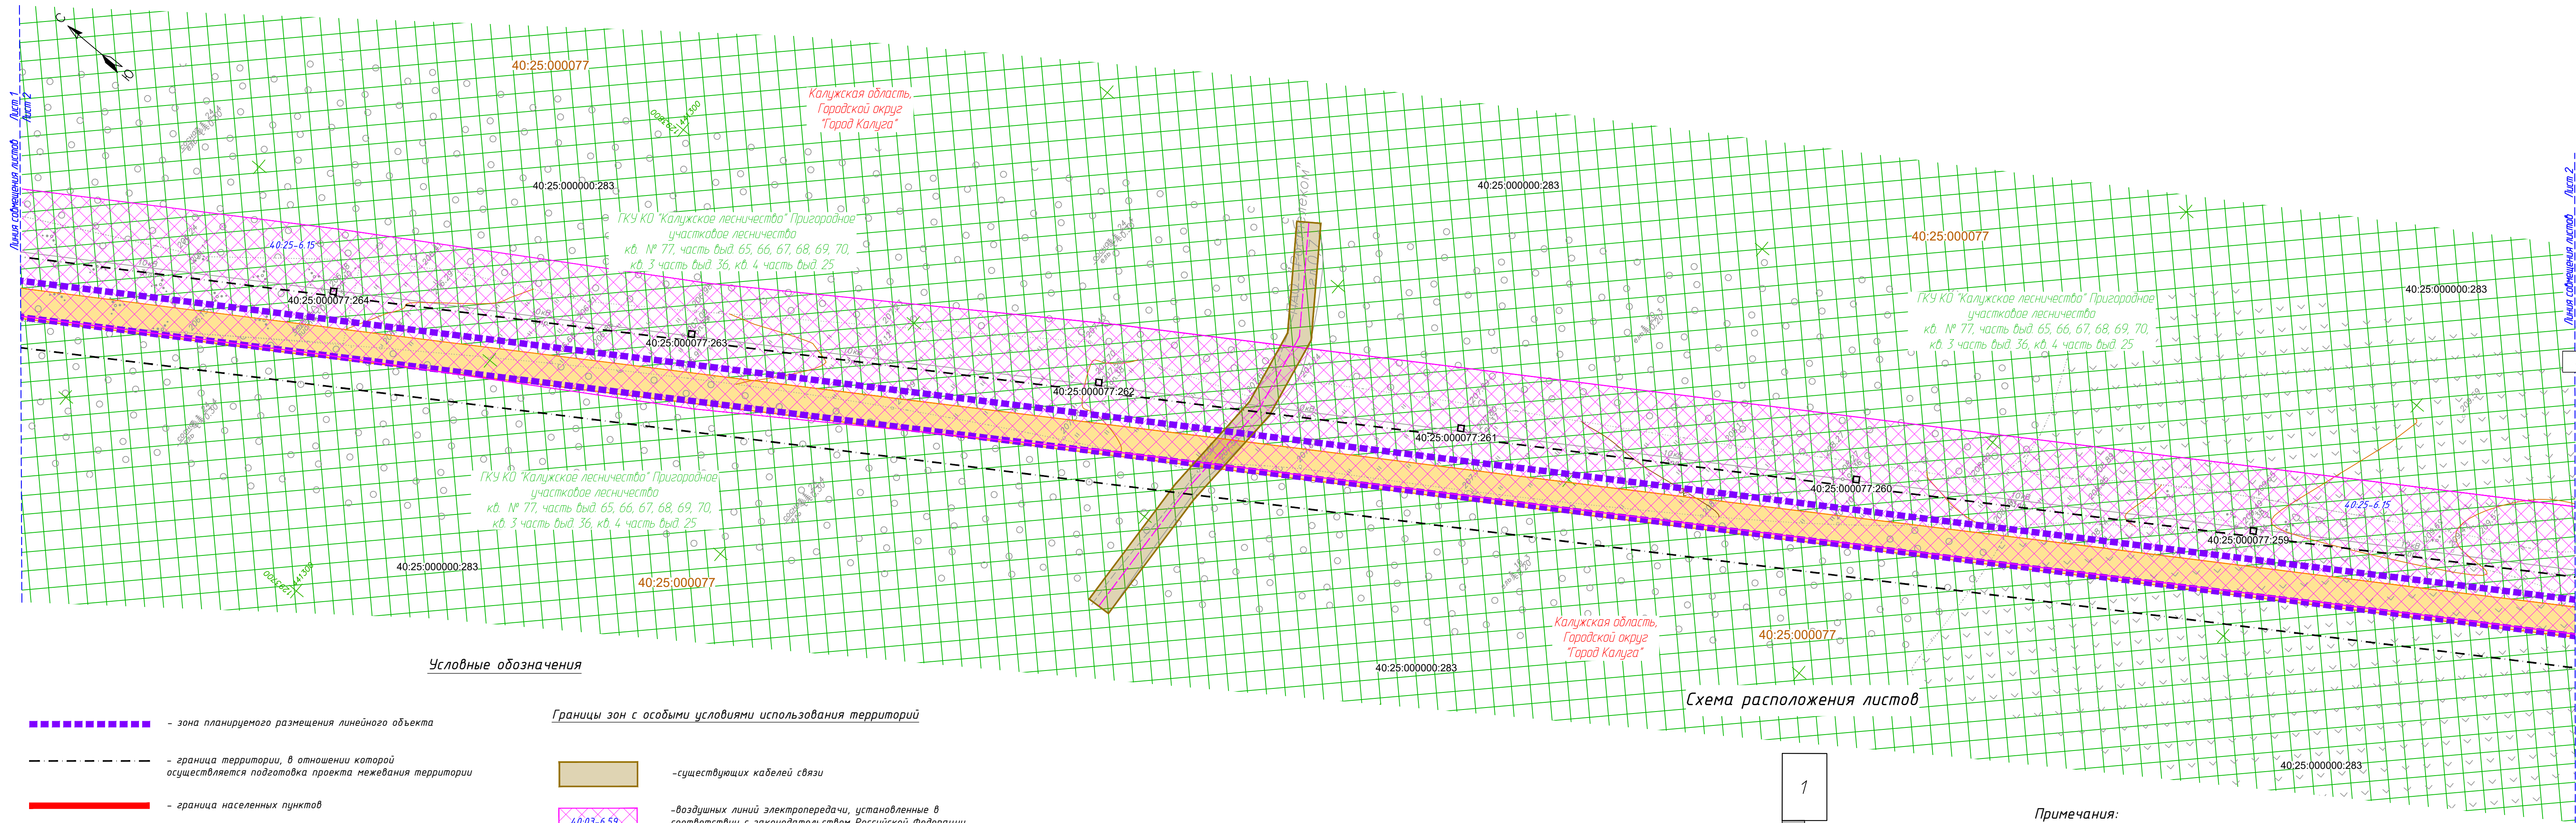 С
Ю
Линия совмещения листов Лист 1
Лист 2
40:25:000077
Калужская область,
Городской округ
"Город Калуга"
1293800
441300
40:25:000000:283
40:25:000000:283
40:25:000077
40:25:000000:283
ГКУ КО "Калужское лесничество" Пригородное
участковое лесничество
кв. № 77, часть выд. 65, 66, 67, 68, 69, 70,
кв. 3 часть выд. 36, кв. 4 часть выд. 25
ГКУ КО "Калужское лесничество" Пригородное
участковое лесничество
кв. № 77, часть выд. 65, 66, 67, 68, 69, 70,
кв. 3 часть выд. 36, кв. 4 часть выд. 25
40:25-6.15
40:25:000077:264
40:25:000077:263
40:25:000077:262
40:25:000077:261
40:25:000077:260
40:25:000077:259
40:25-6.15
Линия совмещения листов Лист 2
ГКУ КО "Калужское лесничество" Пригородное
участковое лесничество
кв. № 77, часть выд. 65, 66, 67, 68, 69, 70,
кв. 3 часть выд. 36, кв. 4 часть выд. 25
1293700
441300
40:25:000000:283
40:25:000077
Калужская область,
Городской округ
"Город Калуга"
40:25:000077
40:25:000000:283
40:25:000000:283
Условные обозначения
- зона планируемого размещения линейного объекта
- граница территории, в отношении которой
осуществляется подготовка проекта межевания территории
- граница населенных пунктов
Границы зон с особыми условиями использования территорий
-существующих кабелей связи
40:03-6.59
-воздушных линий электропередачи, установленные в
соответствии с законодательством Российской Федерации
Схема расположения листов
1
Примечания: